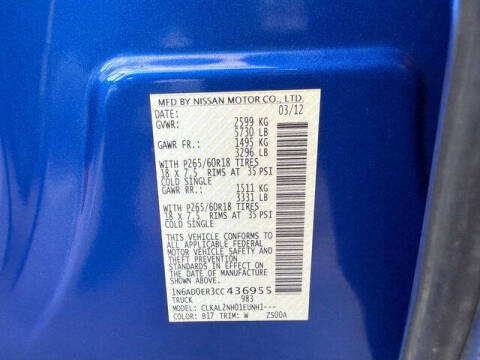 MFD BY NISSAN MOTOR CO., LTD.
DATE: 03/12
GVWR: 2599 KG
5730 LB
GAWR FR.: 1495 KG
3296 LB
WITH P265/60R18 TIRES
18 X 7.5 RIMS AT 35 PSI
COLD SINGLE
GAWR RR.: 1511 KG
3331 LB
WITH P265/60R18 TIRES
18 X 7.5 RIMS AT 35 PSI
COLD SINGLE
THIS VEHICLE CONFORMS TO
ALL APPLICABLE FEDERAL
MOTOR VEHICLE SAFETY
STANDARDS IN EFFECT ON
THE DATE OF MANUFACTURE
SHOWN ABOVE.
1N6AD0ER3CC436955
TRUCK 983
MODEL: CLKAL2NH01EUNH1---
COLOR: B17 TRIM: W ZS00A